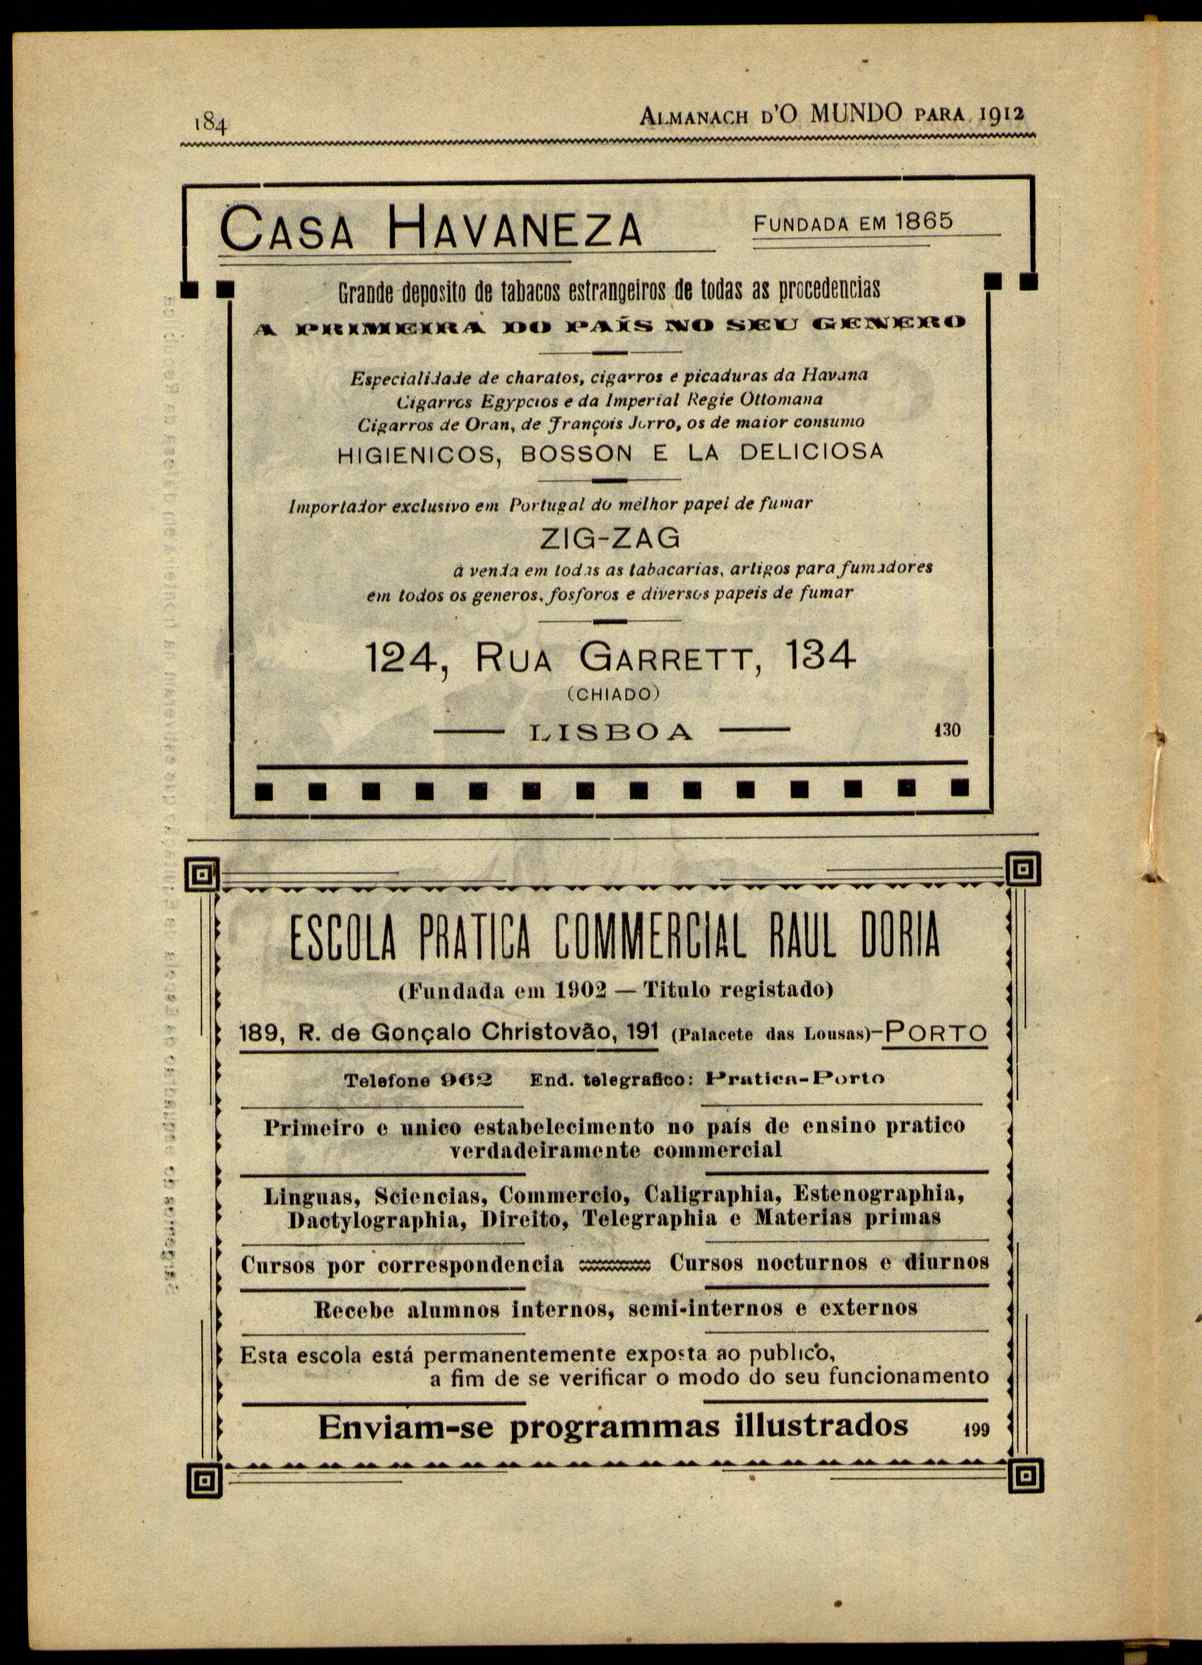 184
ALMANACH D'O MUNDO PARA 1912
CASA HAVANEZA
FUNDADA EM 1865
Grande deposito de tabacos estrangeiros de todas as procedencias
A PRIMEIRA DO PAÍS NO SEU GENERO
Especialidade de charutos, cigarros e picaduras da Havana
Cigarros Egypcios e da Imperial Regie Ottomana
Cigarros de Oran, de François Jorro, os de maior consumo
HIGIENICOS, BOSSON E LA DELICIOSA
Importador exclusivo em Portugal do melhor papel de fumar
ZIG-ZAG
á venda em todas as tabacarias, artigos para fumadores
em todos os generos, fosforos e diversos papeis de fumar
124, RUA GARRETT, 134
(CHIADO)
LISBOA
130
ESCOLA PRATICA COMMERCIAL RAUL DORIA
(Fundada em 1902 — Titulo registado)
189, R. de Gonçalo Christovão, 191 (Palacete das Lousas)-PORTO
Telefone 962 End. telegrafico: Pratica-Porto
Primeiro e unico estabelecimento no país de ensino pratico
verdadeiramente commercial
Linguas, Sciencias, Commercio, Caligraphia, Estenographia,
Dactylographia, Direito, Telegraphia e Materias primas
Cursos por correspondencia Cursos nocturnos e diurnos
Recebe alumnos internos, semi-internos e externos
Esta escola está permanentemente exposta ao publico,
a fim de se verificar o modo do seu funcionamento
Enviam-se programmas illustrados
199